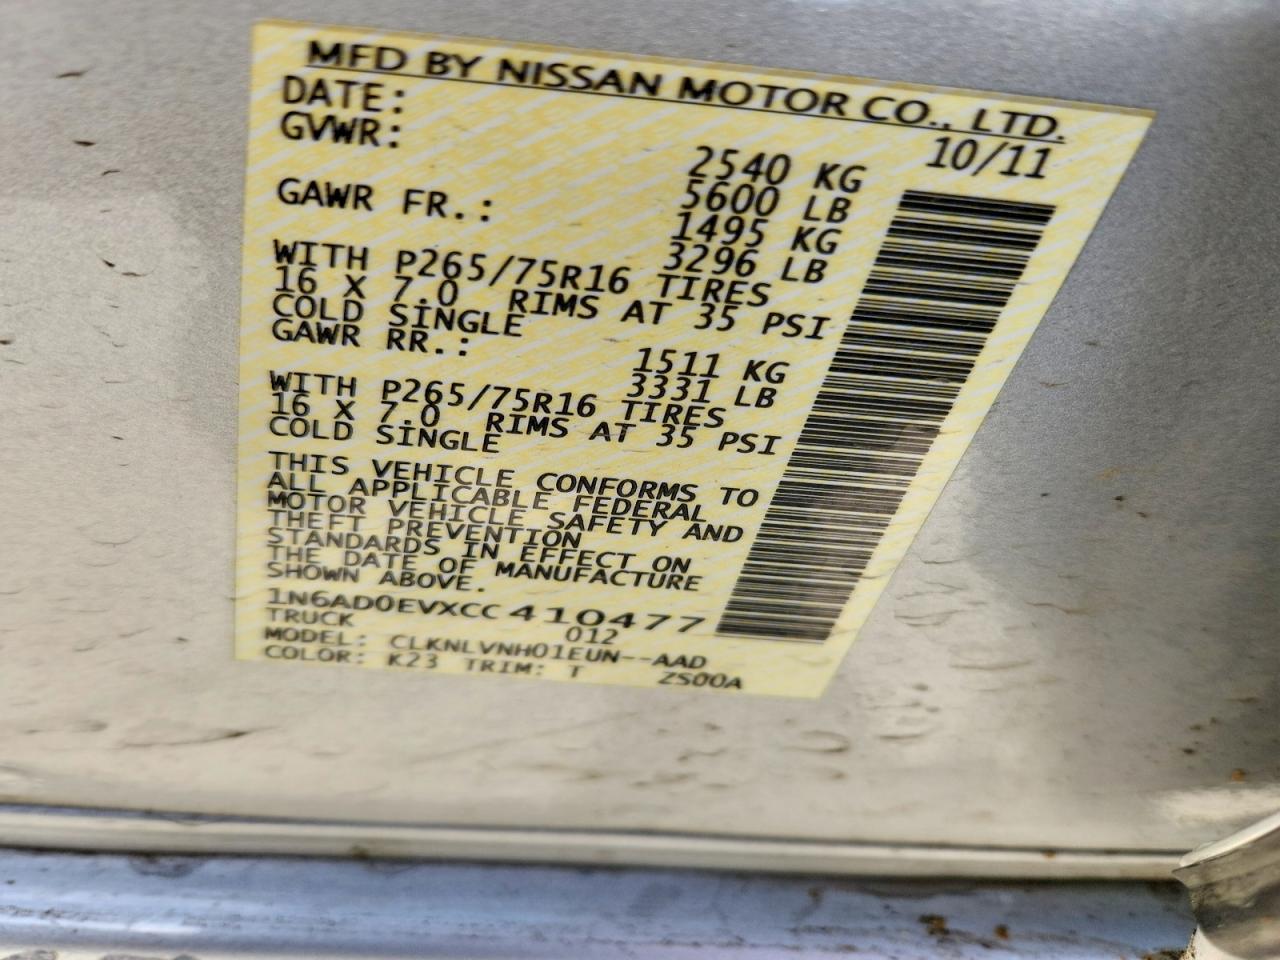 MFD BY NISSAN MOTOR CO., LTD.
DATE: 10/11
GVWR: 2540 KG
5600 LB
GAWR FR.: 1495 KG
3296 LB
WITH P265/75R16 TIRES
16 X 7.0 RIMS AT 35 PSI
COLD SINGLE
GAWR RR.: 1511 KG
3331 LB
WITH P265/75R16 TIRES
16 X 7.0 RIMS AT 35 PSI
COLD SINGLE
THIS VEHICLE CONFORMS TO
ALL APPLICABLE FEDERAL
MOTOR VEHICLE SAFETY AND
THEFT PREVENTION
STANDARDS IN EFFECT ON
THE DATE OF MANUFACTURE
SHOWN ABOVE.
1N6AD0EVXCC410477
TRUCK 012
MODEL: CLKNLVNH01EUN--AAD
COLOR: K23 TRIM: T ZS00A